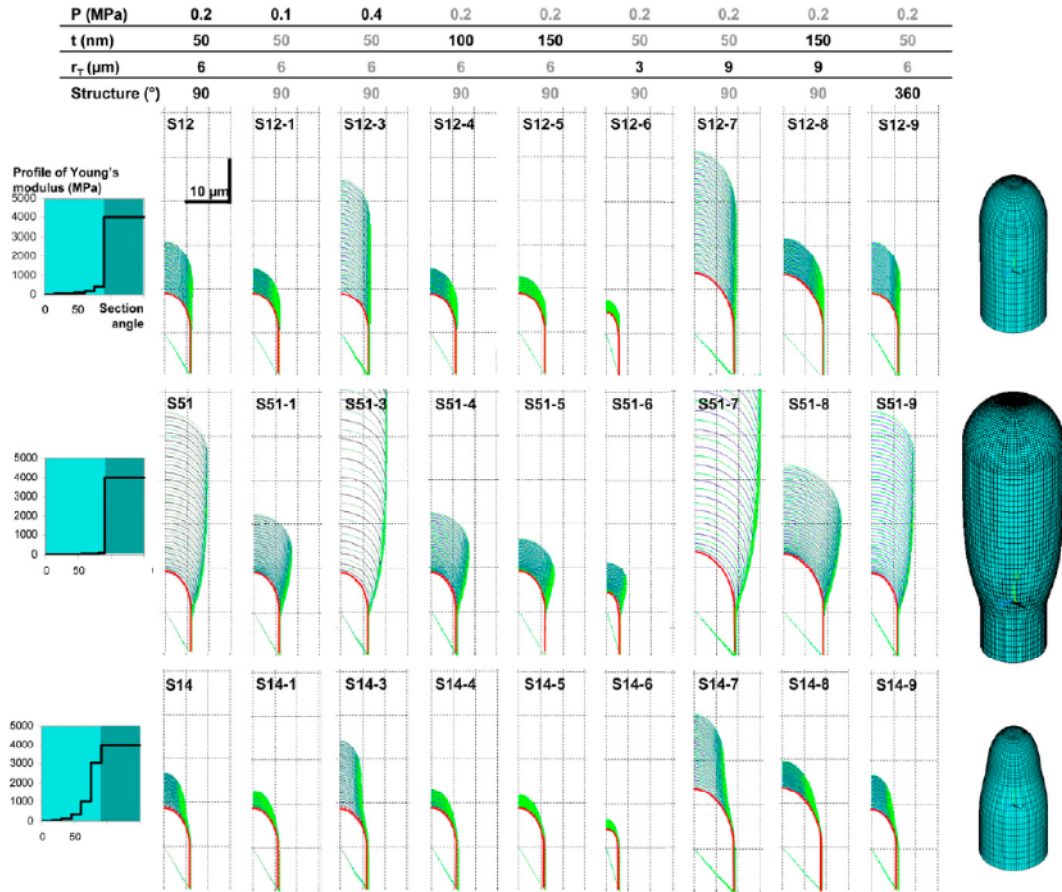 P (MPa) 0.2 0.1 0.4 0.2 0.2 0.2 0.2 0.2 0.2
t (nm) 50 50 50 100 150 50 50 150 50
r_T (µm) 6 6 6 6 6 3 9 9 6
Structure (°) 90 90 90 90 90 90 90 90 360
S12 S12-1 S12-3 S12-4 S12-5 S12-6 S12-7 S12-8 S12-9
Profile of Young's
modulus (MPa)
10 µm
5000
4000
3000
2000
1000
0
0 50 Section
angle
S51 S51-1 S51-3 S51-4 S51-5 S51-6 S51-7 S51-8 S51-9
5000
4000
3000
2000
1000
0
0 50
S14 S14-1 S14-3 S14-4 S14-5 S14-6 S14-7 S14-8 S14-9
5000
4000
3000
2000
1000
0
0 50